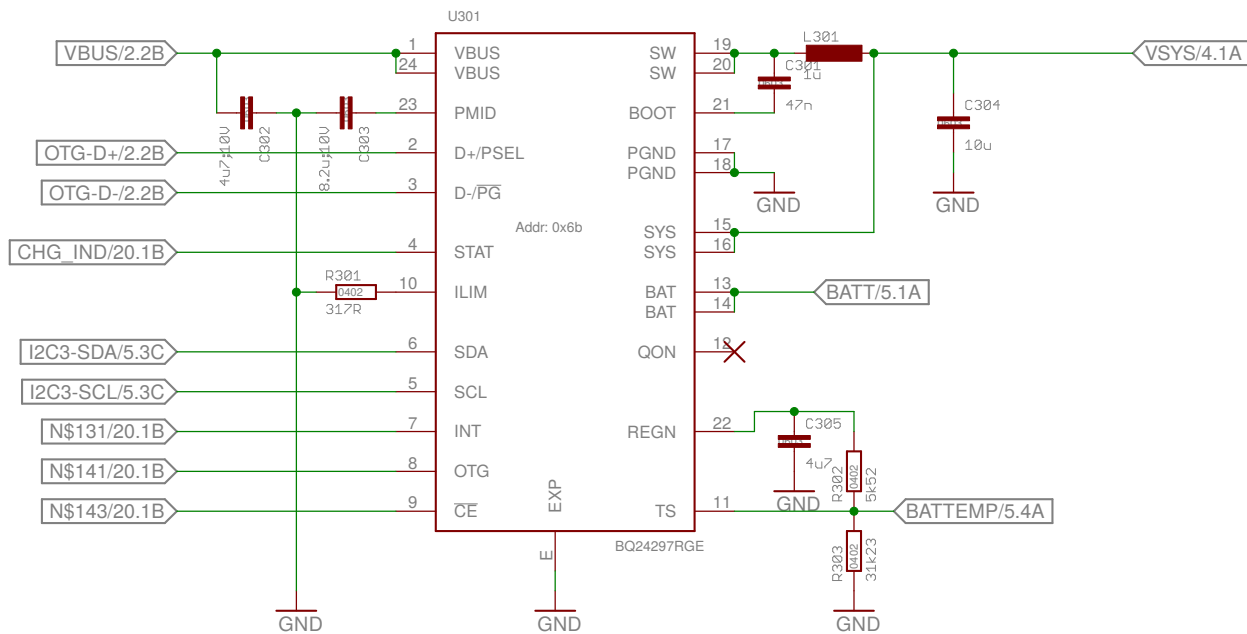 U301
VBUS/2.2B
1
VBUS
24
VBUS
SW
19
SW
20
L301
1u
VSYS/4.1A
C301
0603
47n
C304
0603
10u
4u7;10V
C302
8.2u;10V
C303
23
PMID
BOOT
21
OTG-D+/2.2B
2
D+/PSEL
PGND
17
PGND
18
GND
GND
OTG-D-/2.2B
3
D-/PG
Addr: 0x6b
SYS
15
SYS
16
CHG_IND/20.1B
4
STAT
R301
0402
317R
10
ILIM
BAT
13
BAT
14
BATT/5.1A
I2C3-SDA/5.3C
6
SDA
QON
12
I2C3-SCL/5.3C
5
SCL
N$131/20.1B
7
INT
REGN
22
C305
0603
4u7
GND
R302
0402
5k52
N$141/20.1B
8
OTG
N$143/20.1B
9
CE
EXP
TS
11
BATTEMP/5.4A
E
BQ24297RGE
R303
0402
31k23
GND
GND
GND